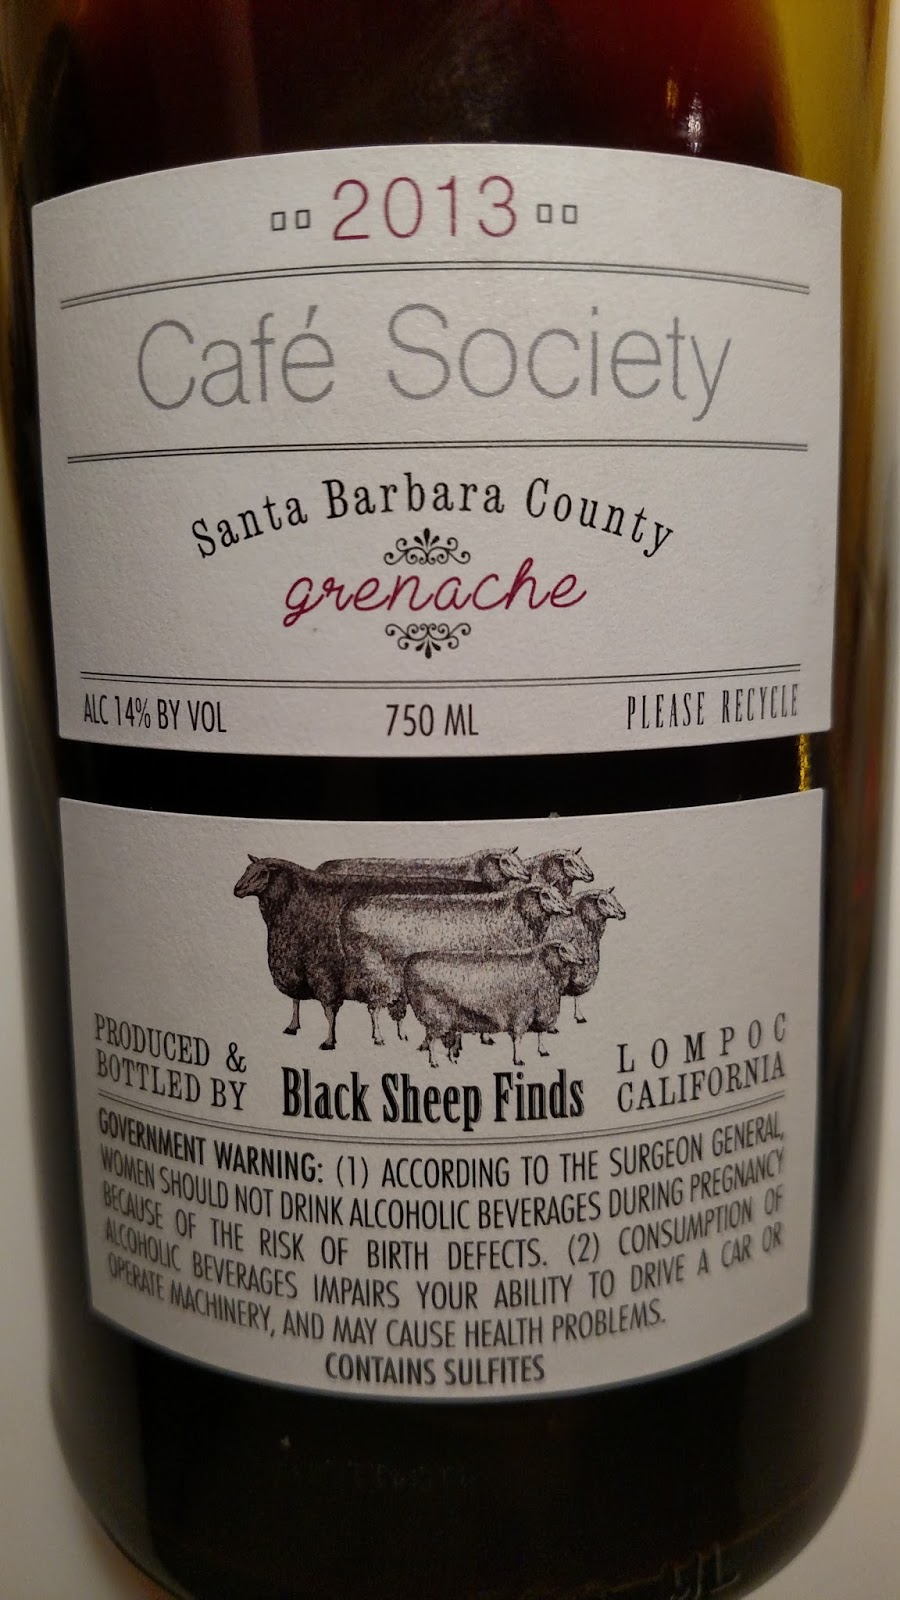 ▯▯ 2013 ▯▯
Café Society
Santa Barbara County
grenache
ALC 14% BY VOL 750 ML PLEASE RECYCLE
PRODUCED &
BOTTLED BY
Black Sheep Finds
LOMPOC
CALIFORNIA
GOVERNMENT WARNING: (1) ACCORDING TO THE SURGEON GENERAL,
WOMEN SHOULD NOT DRINK ALCOHOLIC BEVERAGES DURING PREGNANCY
BECAUSE OF THE RISK OF BIRTH DEFECTS. (2) CONSUMPTION OF
ALCOHOLIC BEVERAGES IMPAIRS YOUR ABILITY TO DRIVE A CAR OR
OPERATE MACHINERY, AND MAY CAUSE HEALTH PROBLEMS.
CONTAINS SULFITES